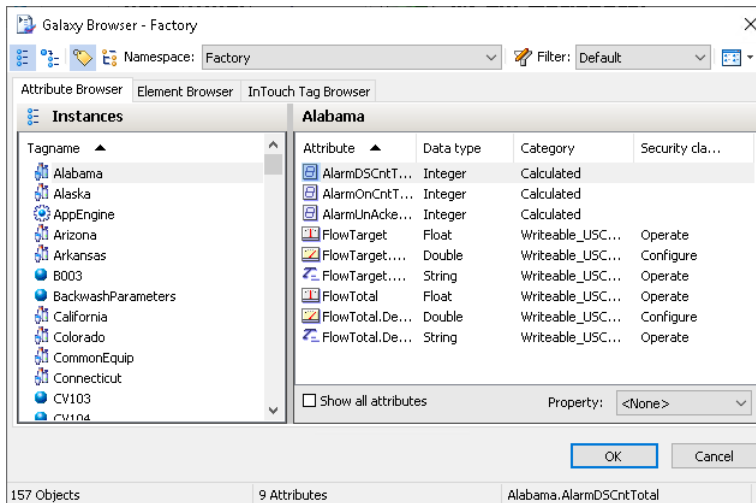 Galaxy Browser - Factory
Namespace: Factory Filter: Default
Attribute Browser Element Browser InTouch Tag Browser
Instances
Tagname
Alabama
Alaska
AppEngine
Arizona
Arkansas
B003
BackwashParameters
California
Colorado
CommonEquip
Connecticut
CV103
CV104
Alabama
Attribute Data type Category Security cla...
AlarmDSCntT... Integer Calculated
AlarmOnCntT... Integer Calculated
AlarmUnAcke... Integer Calculated
FlowTarget Float Writeable_USC... Operate
FlowTarget.... Double Writeable_USC... Configure
FlowTarget.... String Writeable_USC... Operate
FlowTotal Float Writeable_USC... Operate
FlowTotal.De... Double Writeable_USC... Configure
FlowTotal.De... String Writeable_USC... Operate
Show all attributes Property: <None>
OK Cancel
157 Objects 9 Attributes Alabama.AlarmDSCntTotal